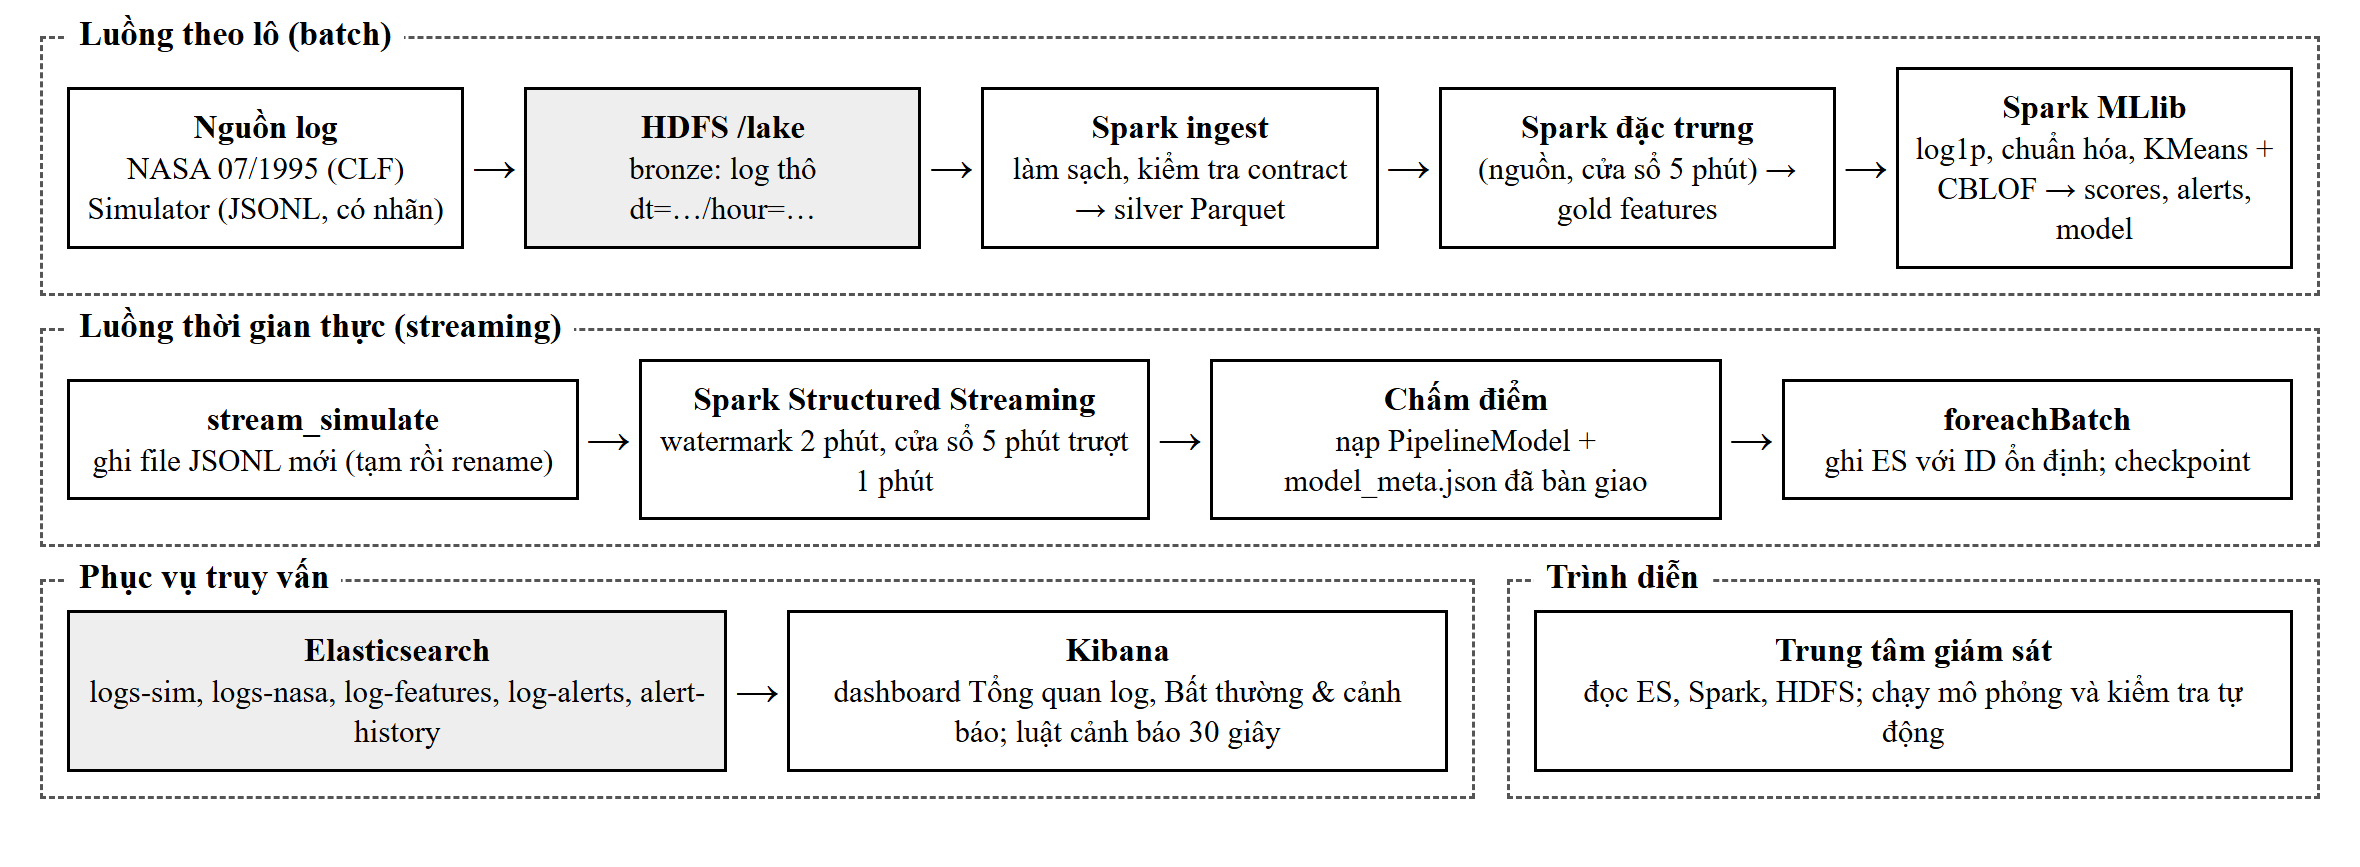 Luồng theo lô (batch)
Nguồn log
NASA 07/1995 (CLF)
Simulator (JSONL, có nhãn)
→
HDFS /lake
bronze: log thô
dt=…/hour=…
→
Spark ingest
làm sạch, kiểm tra contract
→ silver Parquet
→
Spark đặc trưng
(nguồn, cửa sổ 5 phút) →
gold features
→
Spark MLlib
log1p, chuẩn hóa, KMeans +
CBLOF → scores, alerts,
model
Luồng thời gian thực (streaming)
stream_simulate
ghi file JSONL mới (tạm rồi rename)
→
Spark Structured Streaming
watermark 2 phút, cửa sổ 5 phút trượt
1 phút
→
Chấm điểm
nạp PipelineModel +
model_meta.json đã bàn giao
→
foreachBatch
ghi ES với ID ổn định; checkpoint
Phục vụ truy vấn
Elasticsearch
logs-sim, logs-nasa, log-features, log-alerts, alert-
history
→
Kibana
dashboard Tổng quan log, Bất thường & cảnh
báo; luật cảnh báo 30 giây
Trình diễn
Trung tâm giám sát
đọc ES, Spark, HDFS; chạy mô phỏng và kiểm tra tự
động